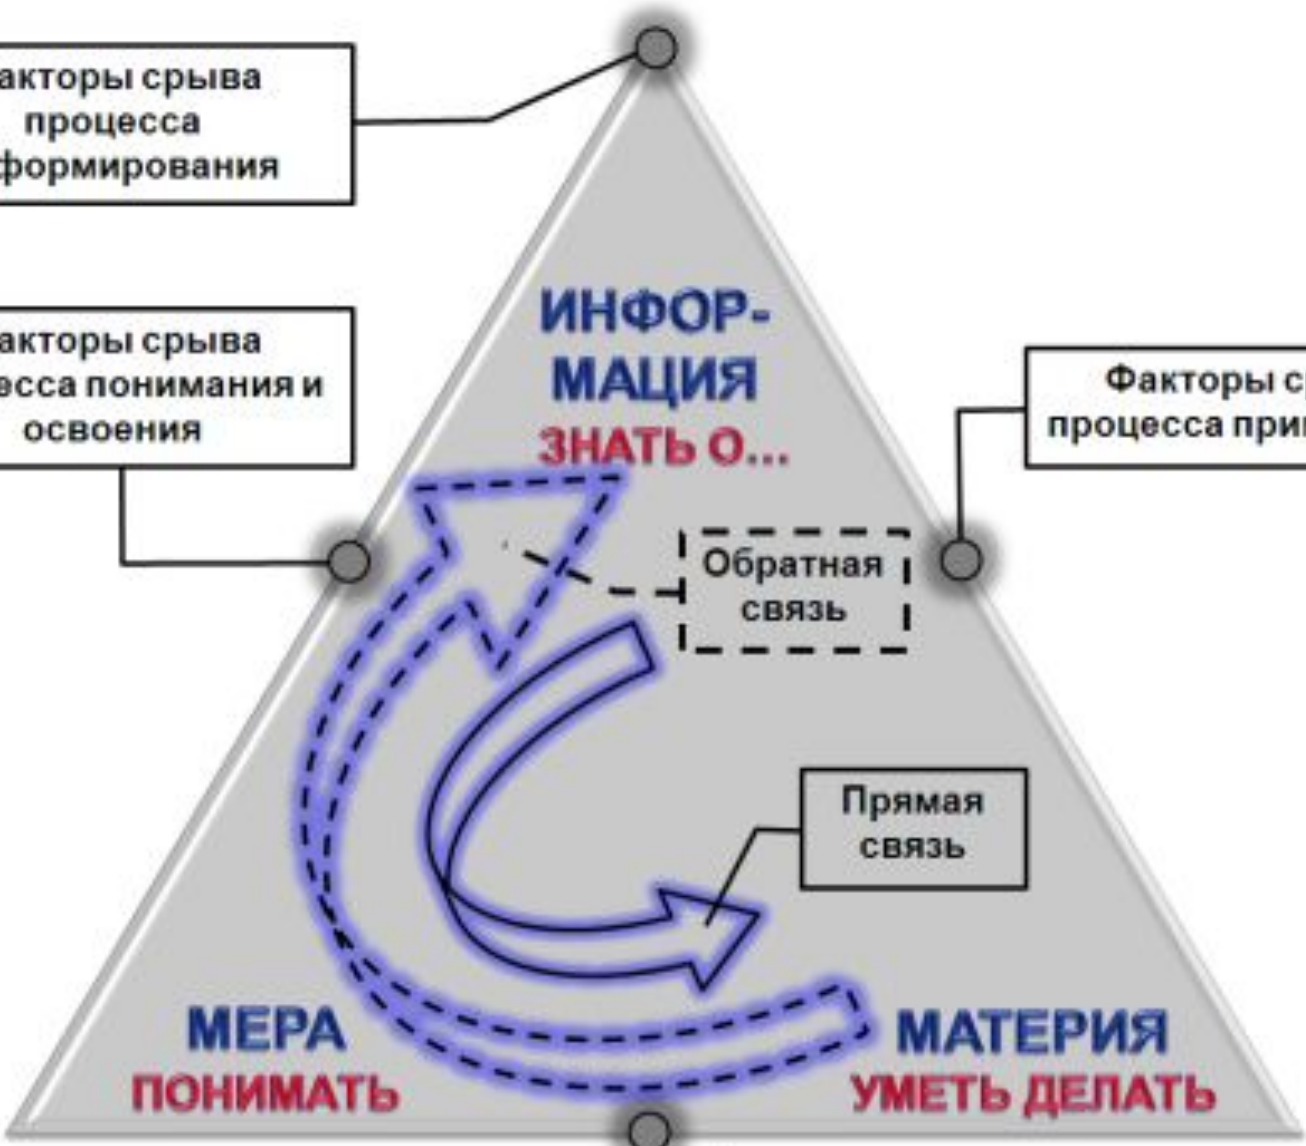 акторы срыва
процесса
формирования
акторы срыва
есса понимания и
освоения
ИНФОР-
МАЦИЯ
ЗНАТЬ О...
Факторы с
процесса при
Обратная
связь
Прямая
связь
МЕРА
ПОНИМАТЬ
МАТЕРИЯ
УМЕТЬ ДЕЛАТЬ